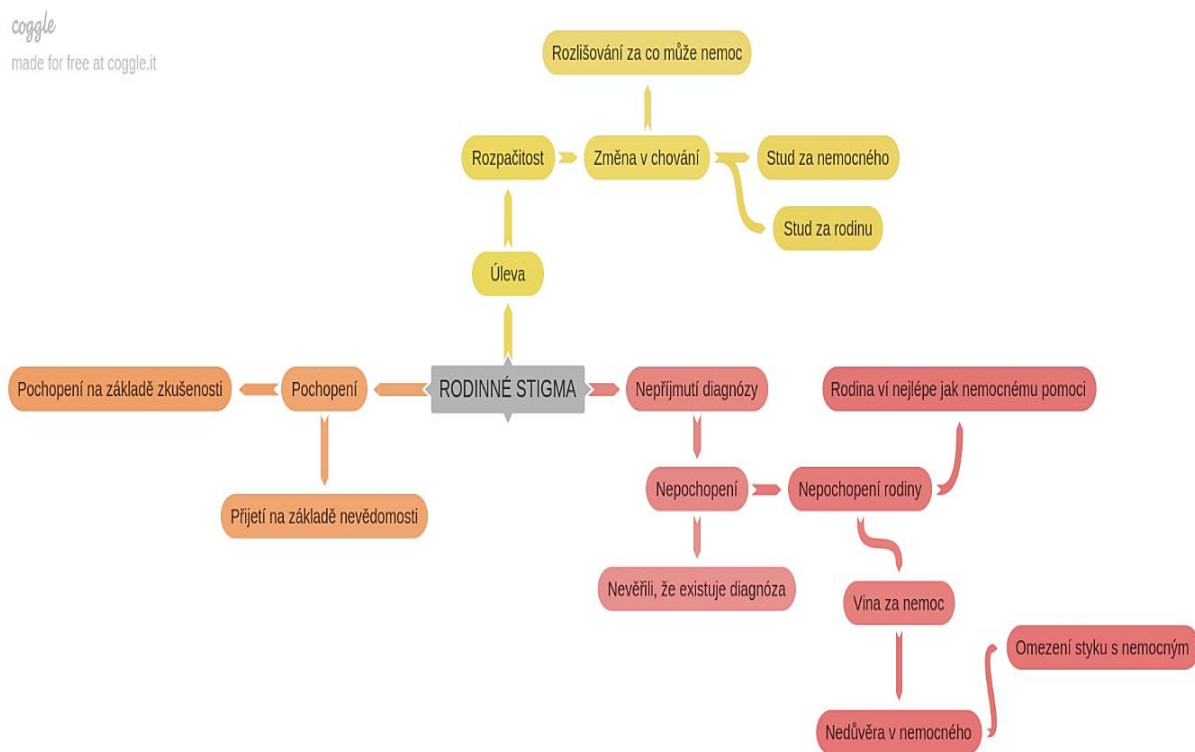 coggle
made for free at coggle.it
Rozlišování za co může nemoc
Rozpačitost
Změna v chování
Stud za nemocného
Stud za rodinu
Úleva
Pochopení na základě zkušenosti
Pochopení
RODINNÉ STIGMA
Nepříjmutí diagnózy
Rodina ví nejlépe jak nemocnému pomoci
Nepochopení
Nepochopení rodiny
Přijetí na základě nevědomosti
Nevěřili, že existuje diagnóza
Vina za nemoc
Omezení styku s nemocným
Nedůvěra v nemocného